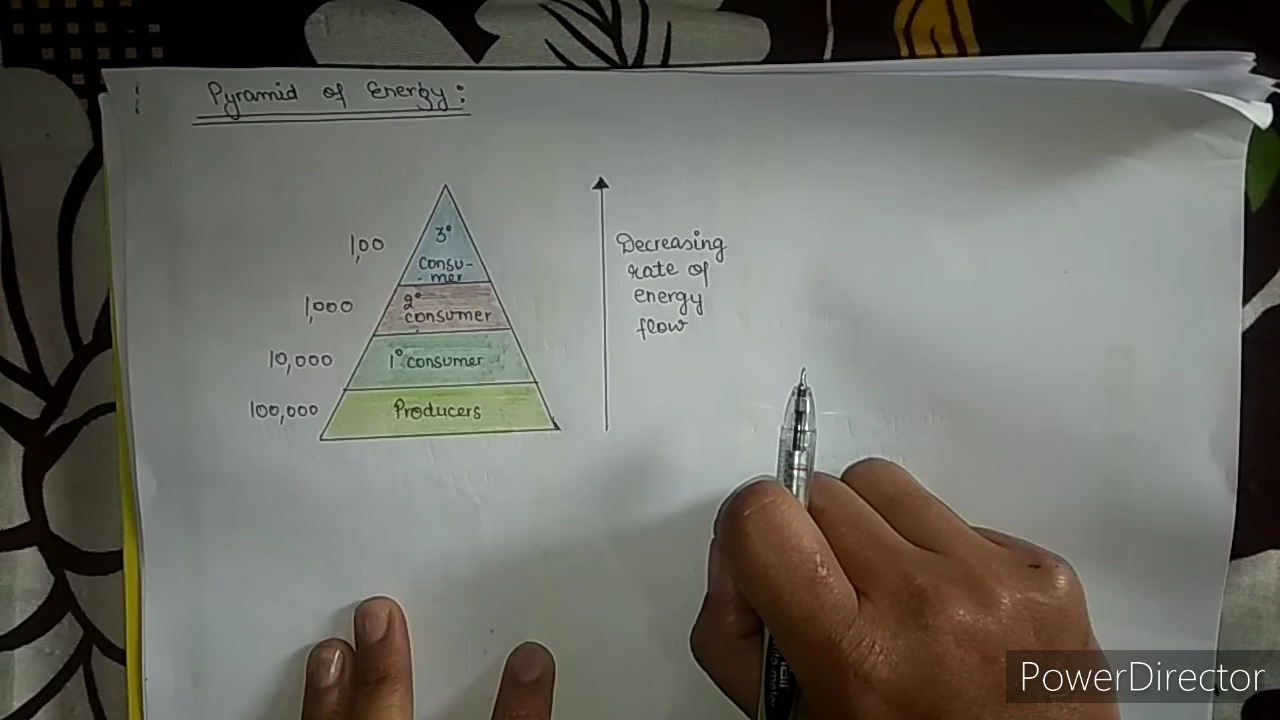 Pyramid of Energy:
1,00
3°
consu-
-mer
1,000
2°
consumer
10,000
1° consumer
100,000
Producers
Decreasing
rate of
energy
flow
PowerDirector